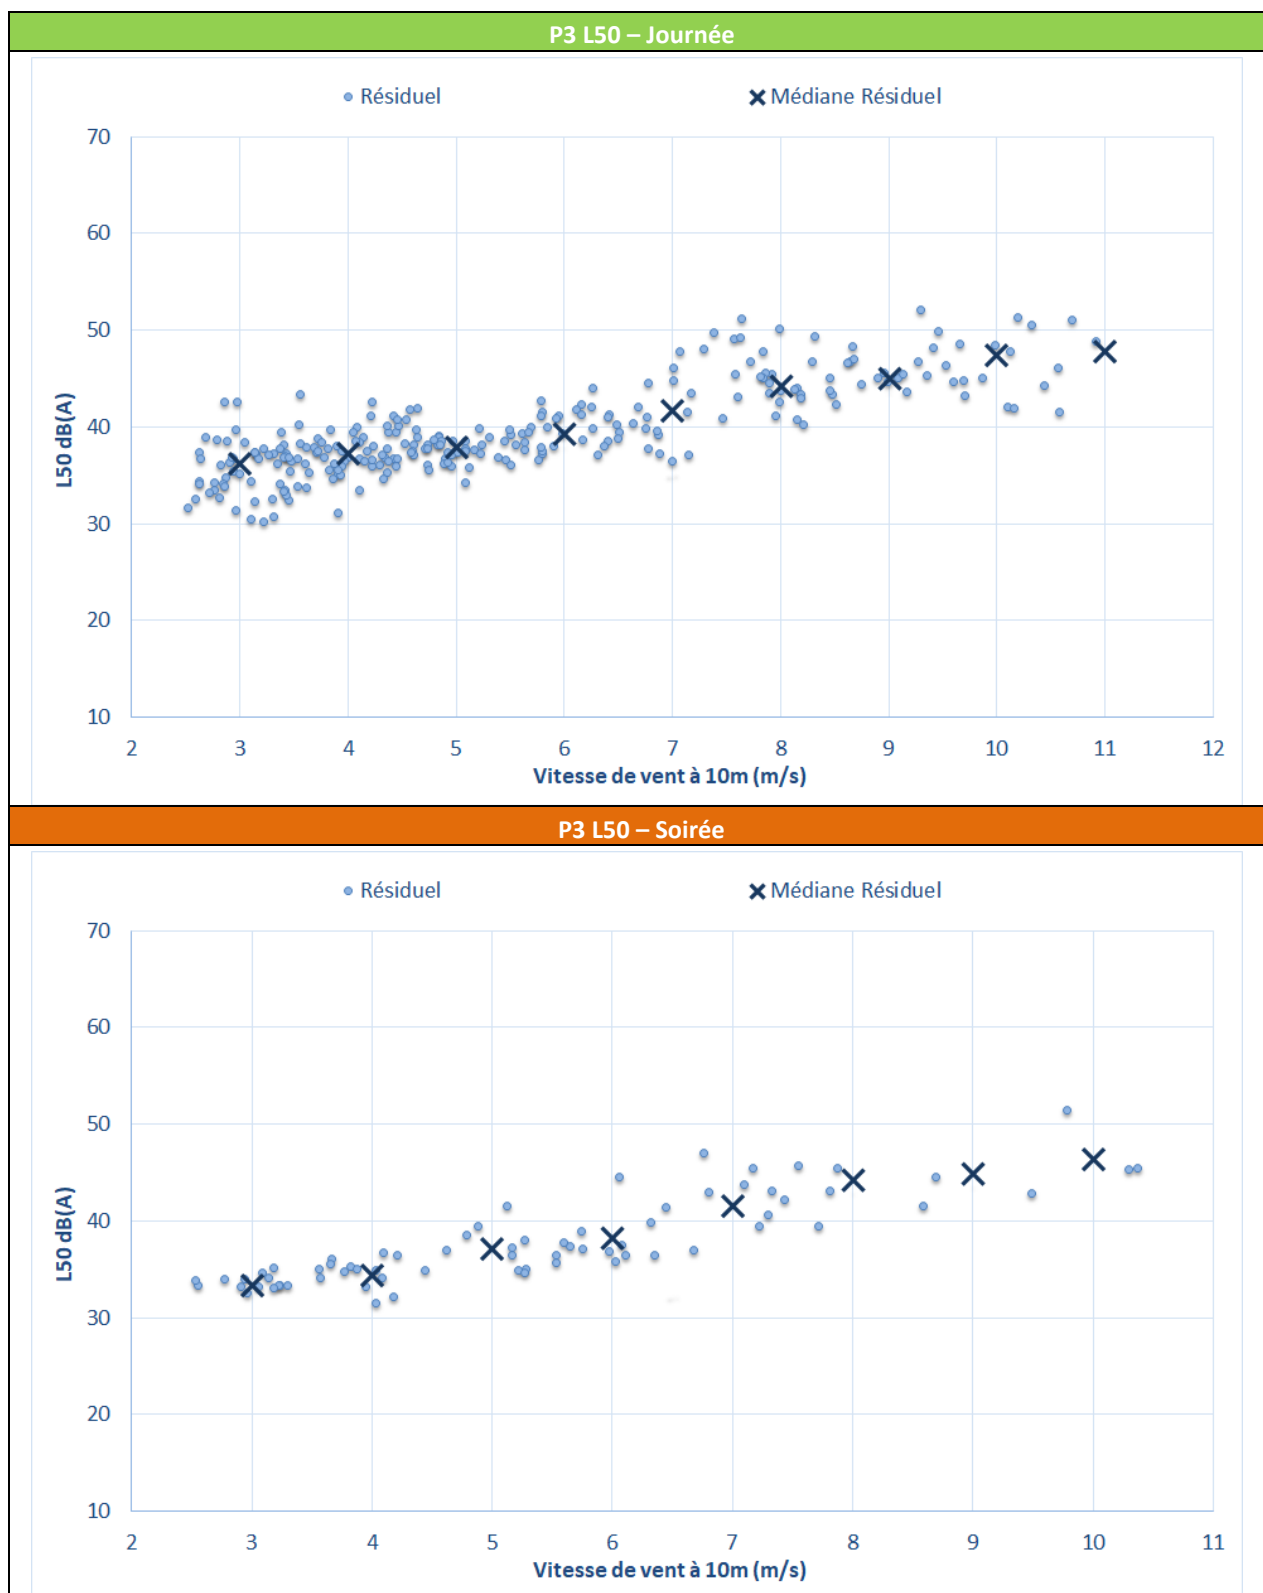 P3 L50 – Journée
Résiduel Médiane Résiduel
70
60
50
40
30
20
10
L50 dB(A)
2 3 4 5 6 7 8 9 10 11 12
Vitesse de vent à 10m (m/s)
P3 L50 – Soirée
Résiduel Médiane Résiduel
70
60
50
40
30
20
10
L50 dB(A)
2 3 4 5 6 7 8 9 10 11
Vitesse de vent à 10m (m/s)